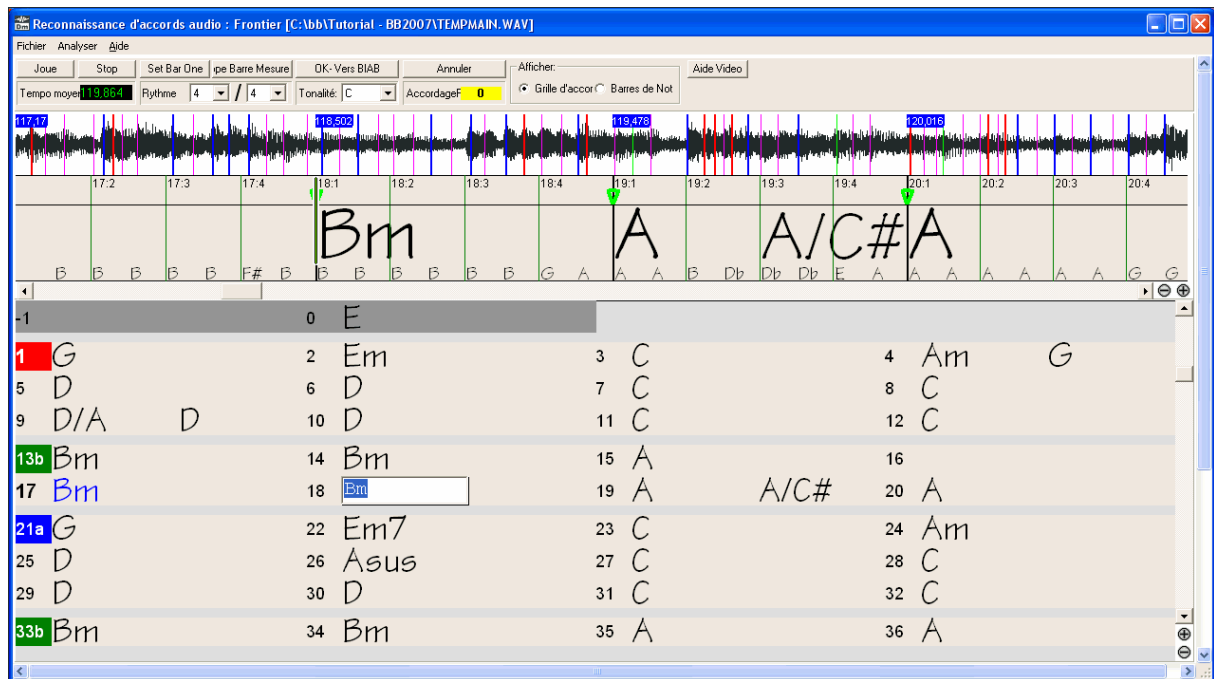 Reconnaissance d'accords audio : Frontier [C:\bb\Tutorial - BB2007\TEMPMAIN.WAV]
Fichier Analyser Aide
Joue Stop Set Bar One ipe Barre Mesure OK- Vers BIAB Annuler Afficher: Aide Video
Tempo moyen 119,864 Rythme 4 / 4 Tonalité: C AccordageF 0 Grille d'accor Barres de Not
117,17 118,502 119,478 120,016
17:2 17:3 17:4 18:1 18:2 18:3 18:4 19:1 19:2 19:3 19:4 20:1 20:2 20:3 20:4
Bm A A/C# A
B B B B B F# B B B B B B B G A A A B Db Db Db E A A A A A A A G G
-1 0 E
1 G 2 Em 3 C 4 Am G
5 D 6 D 7 C 8 C
9 D/A D 10 D 11 C 12 C
13b Bm 14 Bm 15 A 16
17 Bm 18 Bm 19 A A/C# 20 A
21a G 22 Em7 23 C 24 Am
25 D 26 Asus 27 C 28 C
29 D 30 D 31 C 32 C
33b Bm 34 Bm 35 A 36 A